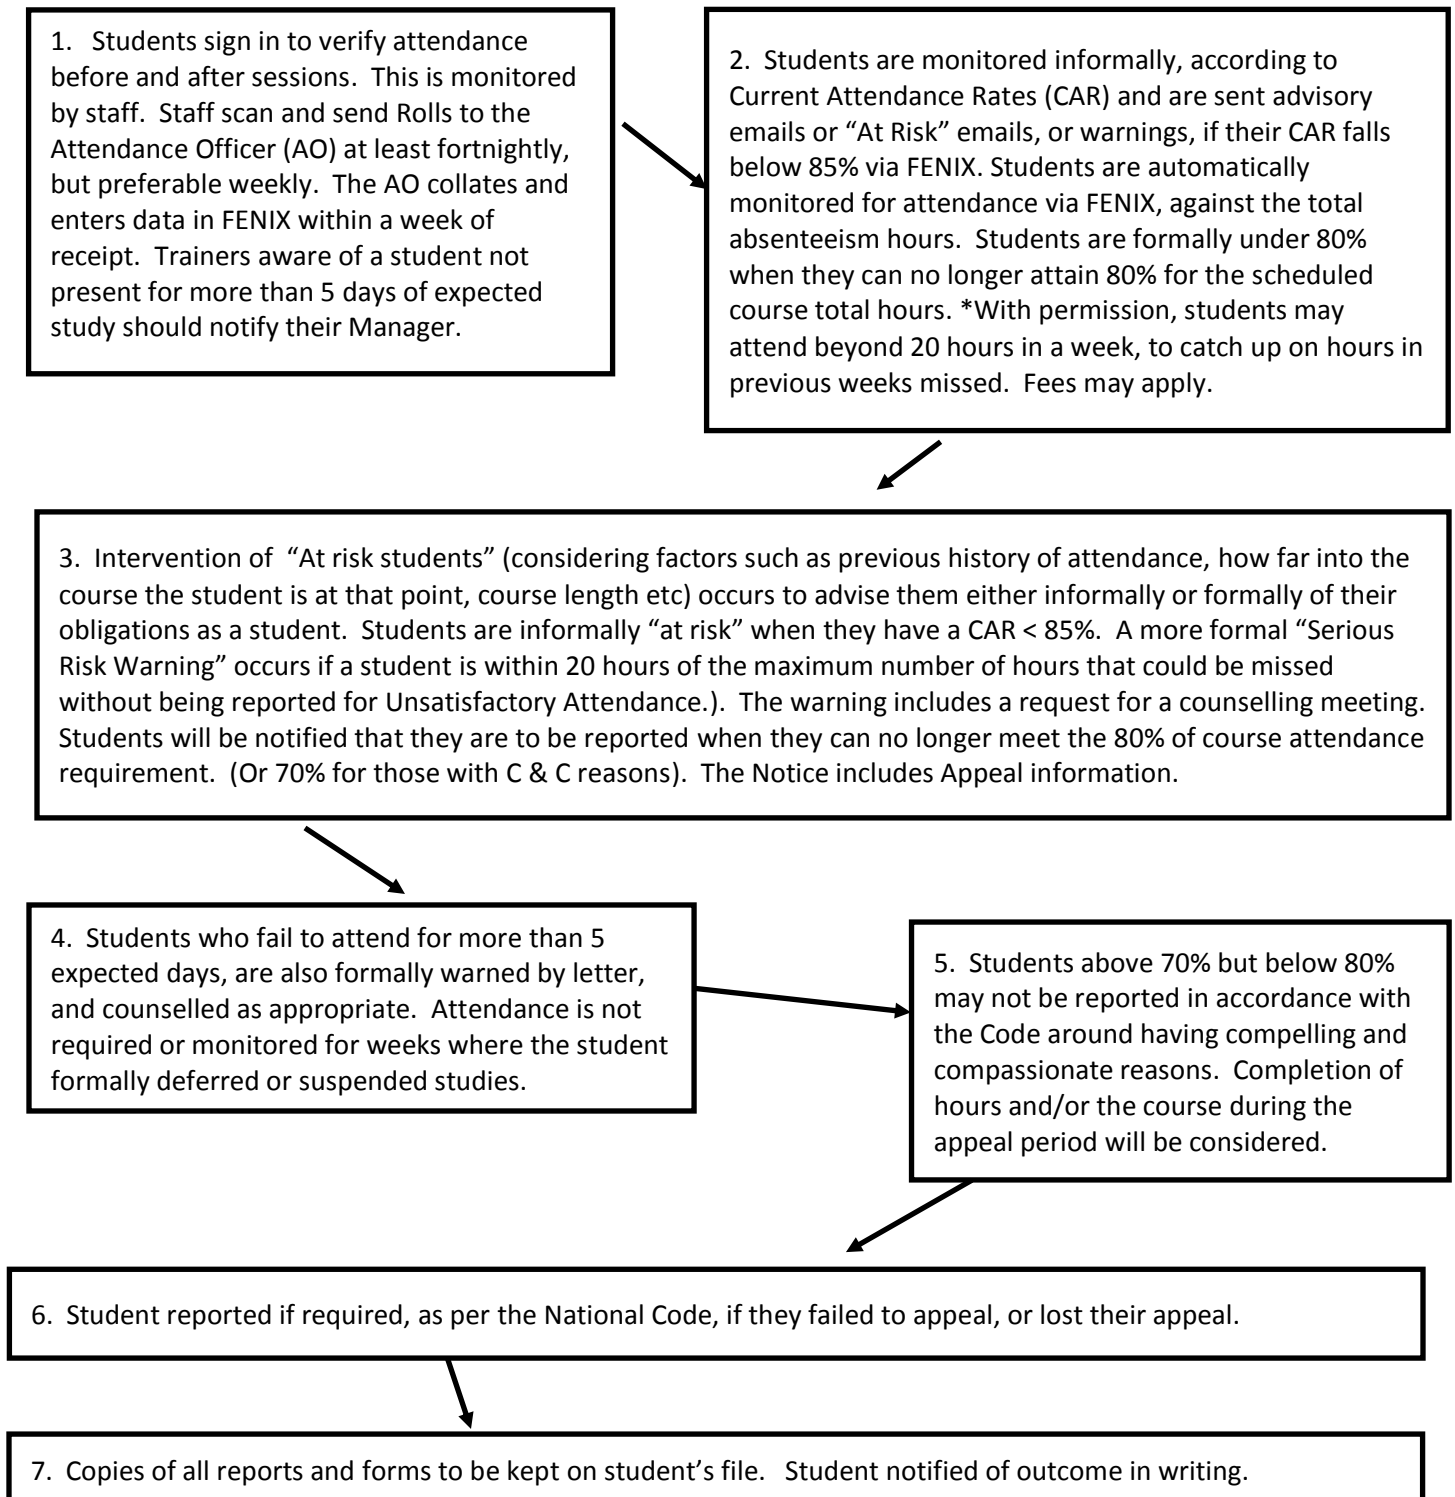 1. Students sign in to verify attendance
before and after sessions. This is monitored
by staff. Staff scan and send Rolls to the
Attendance Officer (AO) at least fortnightly,
but preferable weekly. The AO collates and
enters data in FENIX within a week of
receipt. Trainers aware of a student not
present for more than 5 days of expected
study should notify their Manager.
2. Students are monitored informally, according to
Current Attendance Rates (CAR) and are sent advisory
emails or “At Risk” emails, or warnings, if their CAR falls
below 85% via FENIX. Students are automatically
monitored for attendance via FENIX, against the total
absenteeism hours. Students are formally under 80%
when they can no longer attain 80% for the scheduled
course total hours. *With permission, students may
attend beyond 20 hours in a week, to catch up on hours in
previous weeks missed. Fees may apply.
3. Intervention of “At risk students” (considering factors such as previous history of attendance, how far into the
course the student is at that point, course length etc) occurs to advise them either informally or formally of their
obligations as a student. Students are informally “at risk” when they have a CAR < 85%. A more formal “Serious
Risk Warning” occurs if a student is within 20 hours of the maximum number of hours that could be missed
without being reported for Unsatisfactory Attendance.). The warning includes a request for a counselling meeting.
Students will be notified that they are to be reported when they can no longer meet the 80% of course attendance
requirement. (Or 70% for those with C & C reasons). The Notice includes Appeal information.
4. Students who fail to attend for more than 5
expected days, are also formally warned by letter,
and counselled as appropriate. Attendance is not
required or monitored for weeks where the student
formally deferred or suspended studies.
5. Students above 70% but below 80%
may not be reported in accordance with
the Code around having compelling and
compassionate reasons. Completion of
hours and/or the course during the
appeal period will be considered.
6. Student reported if required, as per the National Code, if they failed to appeal, or lost their appeal.
7. Copies of all reports and forms to be kept on student’s file. Student notified of outcome in writing.